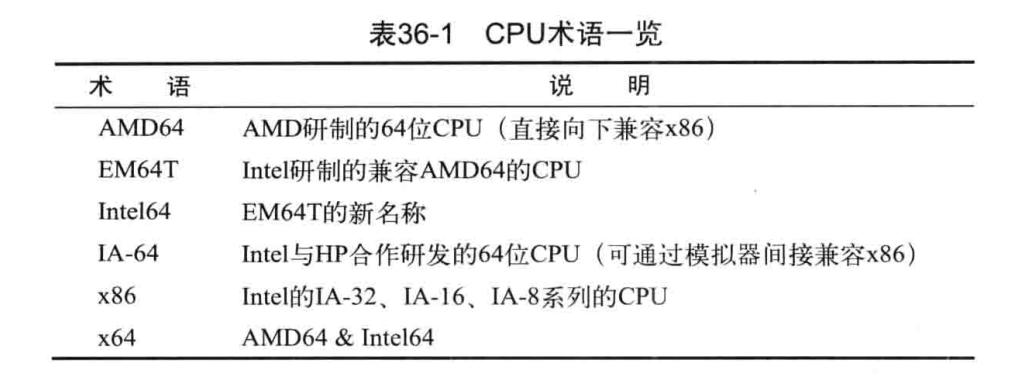 表36-1 CPU术语一览
术 语 说 明
AMD64 AMD研制的64位CPU（直接向下兼容x86）
EM64T Intel研制的兼容AMD64的CPU
Intel64 EM64T的新名称
IA-64 Intel与HP合作研发的64位CPU（可通过模拟器间接兼容x86）
x86 Intel的IA-32、IA-16、IA-8系列的CPU
x64 AMD64 & Intel64